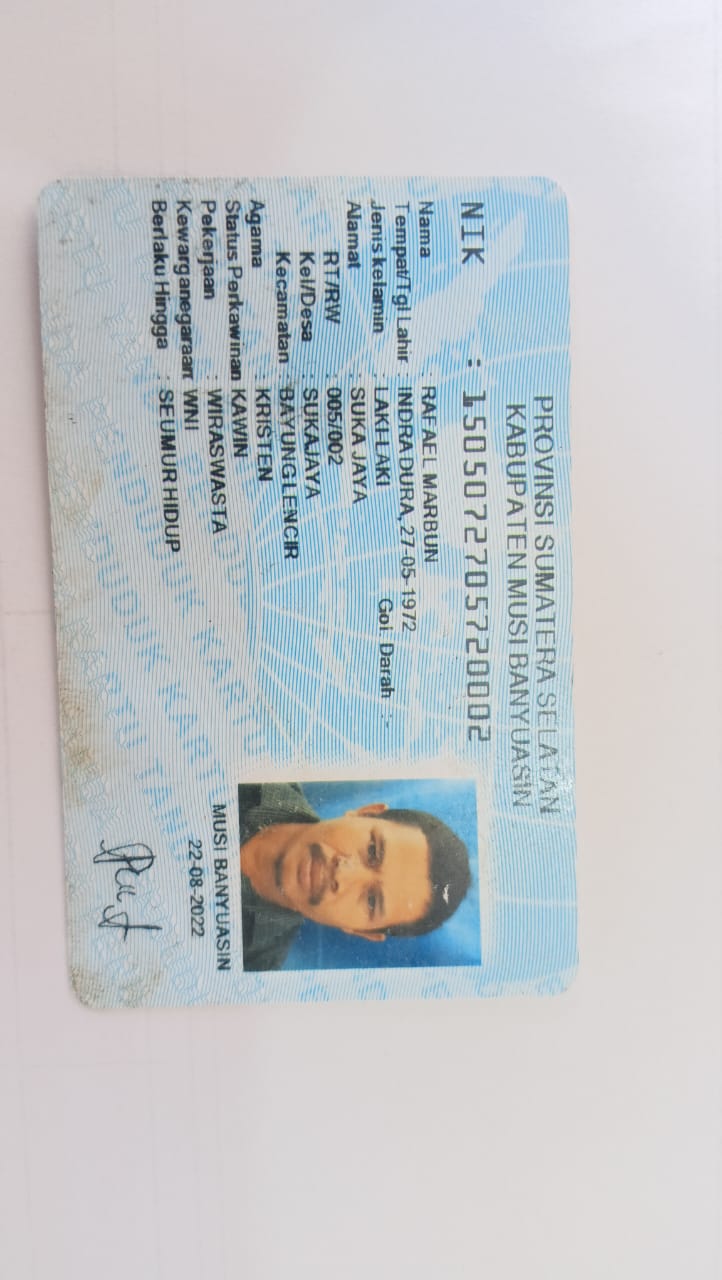 PROVINSI SUMATERA SELATAN
KABUPATEN MUSI BANYUASIN
NIK : 1505072705720002
Nama : RAFAEL MARBUN
Tempat/Tgl Lahir : INDRA DURA, 27-05-1972
Jenis kelamin : LAKI-LAKI Gol. Darah : -
Alamat : SUKA JAYA
RT/RW : 005/002
Kel/Desa : SUKAJAYA
Kecamatan : BAYUNG LENCIR
Agama : KRISTEN
Status Perkawinan : KAWIN
Pekerjaan : WIRASWASTA
Kewarganegaraan : WNI
Berlaku Hingga : SEUMUR HIDUP
MUSI BANYUASIN
22-08-2022